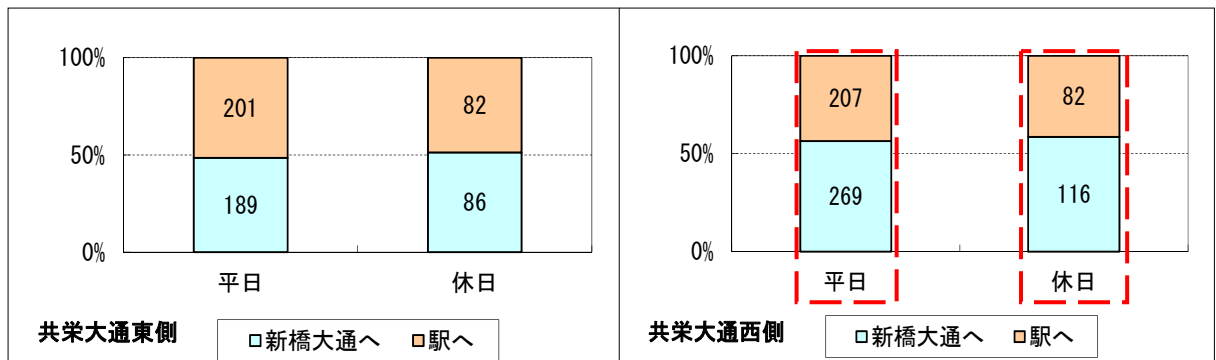 100%
50%
0%
201
189
82
86
平日
休日
共栄大通東側
新橋大通へ
駅へ
100%
50%
0%
207
269
82
116
平日
休日
共栄大通西側
新橋大通へ
駅へ